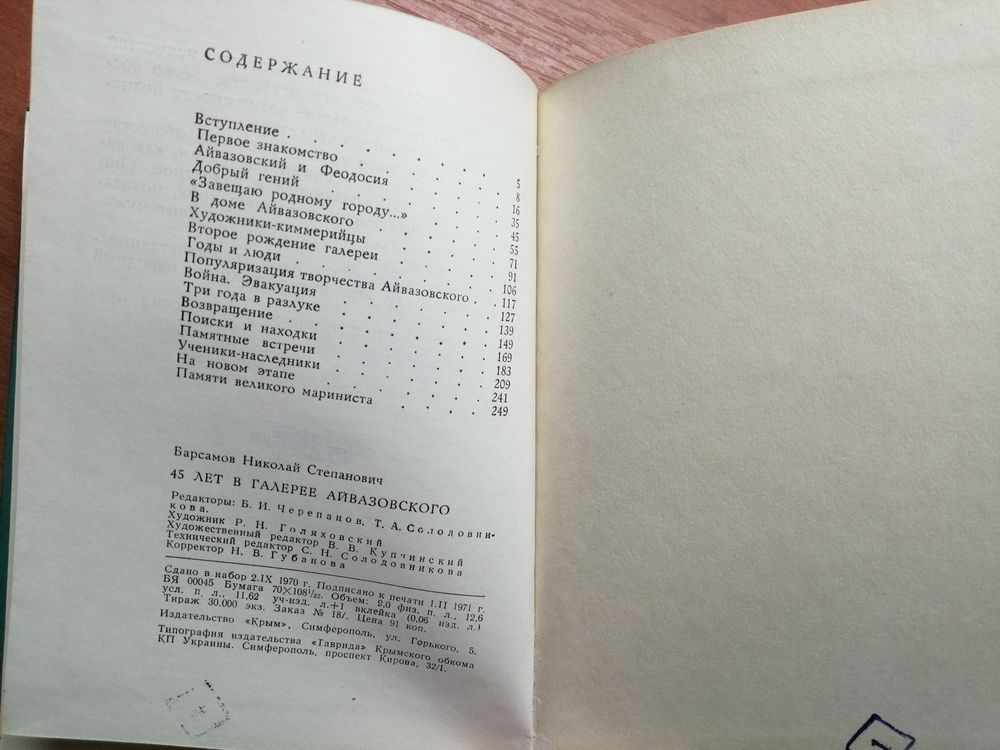 СОДЕРЖАНИЕ
Вступление . . . . . . . 5
Первое знакомство . . . . . 8
Айвазовский и Феодосия . . . . 16
Добрый гений . . . . . . 35
«Завещаю родному городу...» . . . 45
В доме Айвазовского . . . . . 55
Художники-киммерийцы . . . . 71
Второе рождение галереи . . . . 91
Годы и люди . . . . . . 106
Популяризация творчества Айвазовского . . 117
Война. Эвакуация . . . . . 127
Три года в разлуке . . . . . 139
Возвращение . . . . . . 149
Поиски и находки . . . . . 169
Памятные встречи . . . . . 183
Ученики-наследники . . . . . 209
На новом этапе . . . . . 241
Памяти великого мариниста . . . . 249
Барсамов Николай Степанович
45 ЛЕТ В ГАЛЕРЕЕ АЙВАЗОВСКОГО
Редакторы: Б. И. Черепанов, Т. А. Солодовни-
кова.
Художник Р. Н. Голяховский
Художественный редактор В. В. Купчинский
Технический редактор С. Н. Солодовникова
Корректор Н. В. Губанова
Сдано в набор 2.IX 1970 г. Подписано к печати 1.II 1971 г.
БЯ 00045 Бумага 70×108¹/₃₂. Объем: 9,0 физ. п. л., 12,6
усл. п. л., 11,62 уч-изд. л.+1 вклейка (0,06 изд. л.)
Тираж 30.000 экз. Заказ № 18/. Цена 91 коп.
Издательство «Крым», Симферополь, ул. Горького, 5.
Типография издательства «Таврида» Крымского обкома
КП Украины. Симферополь, проспект Кирова, 32/1.